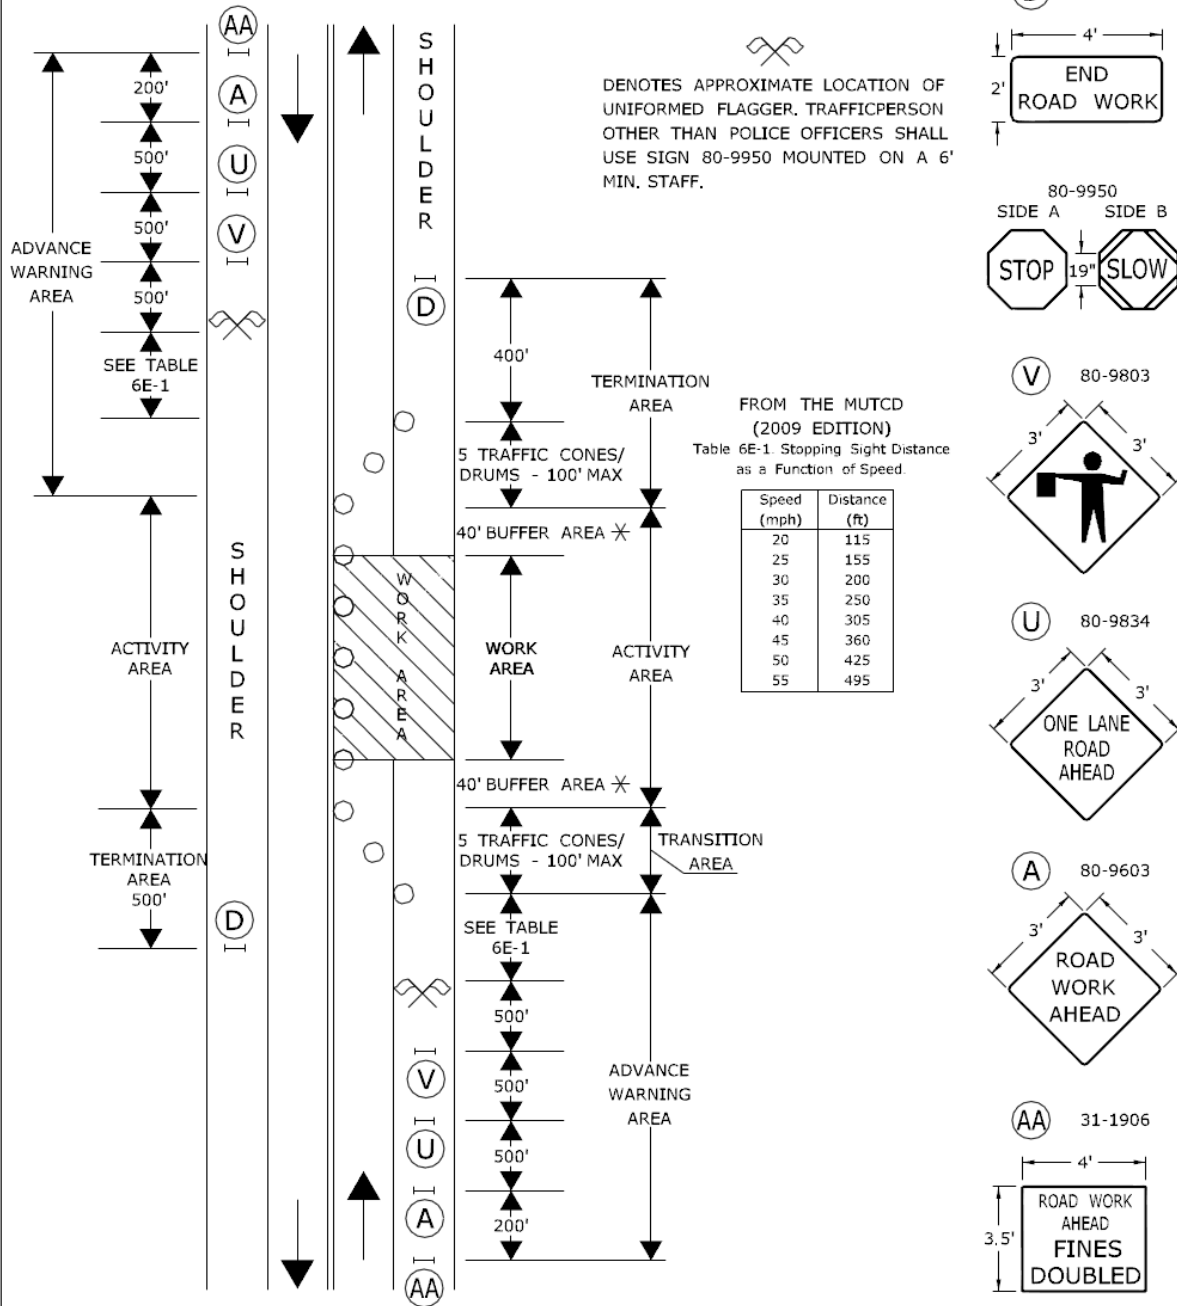 AA
200'
A
500'
U
500'
V
500'
ADVANCE
WARNING
AREA
SEE TABLE
6E-1
SHOULDER
ACTIVITY
AREA
TERMINATION
AREA
500'
D
SHOULDER
D
400'
TERMINATION
AREA
5 TRAFFIC CONES/
DRUMS - 100' MAX
40' BUFFER AREA
WORK AREA
WORK
AREA
ACTIVITY
AREA
40' BUFFER AREA
5 TRAFFIC CONES/
DRUMS - 100' MAX
TRANSITION
AREA
SEE TABLE
6E-1
500'
V
500'
U
500'
A
200'
AA
ADVANCE
WARNING
AREA
DENOTES APPROXIMATE LOCATION OF
UNIFORMED FLAGGER. TRAFFICPERSON
OTHER THAN POLICE OFFICERS SHALL
USE SIGN 80-9950 MOUNTED ON A 6'
MIN. STAFF.
FROM THE MUTCD
(2009 EDITION)
Table 6E-1. Stopping Sight Distance
as a Function of Speed.
Speed Distance
(mph) (ft)
20 115
25 155
30 200
35 250
40 305
45 360
50 425
55 495
4'
2'
END
ROAD WORK
80-9950
SIDE A SIDE B
STOP 19" SLOW
V 80-9803
3' 3'
U 80-9834
3' 3'
ONE LANE
ROAD
AHEAD
A 80-9603
3' 3'
ROAD
WORK
AHEAD
AA 31-1906
4'
3.5'
ROAD WORK
AHEAD
FINES
DOUBLED